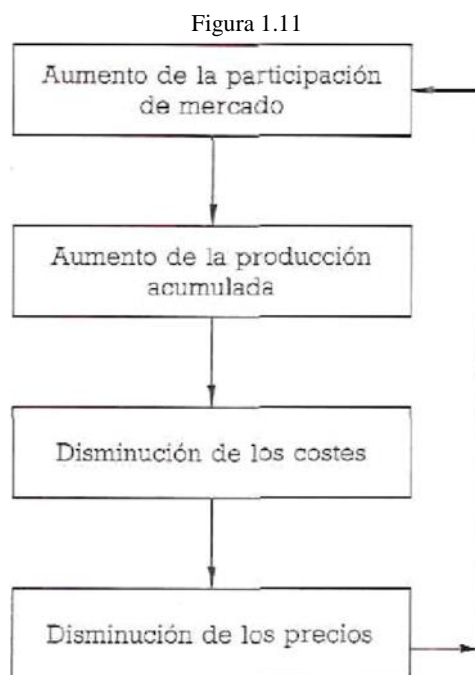 Figura 1.11
Aumento de la participación
de mercado
Aumento de la producción
acumulada
Disminución de los costes
Disminución de los precios